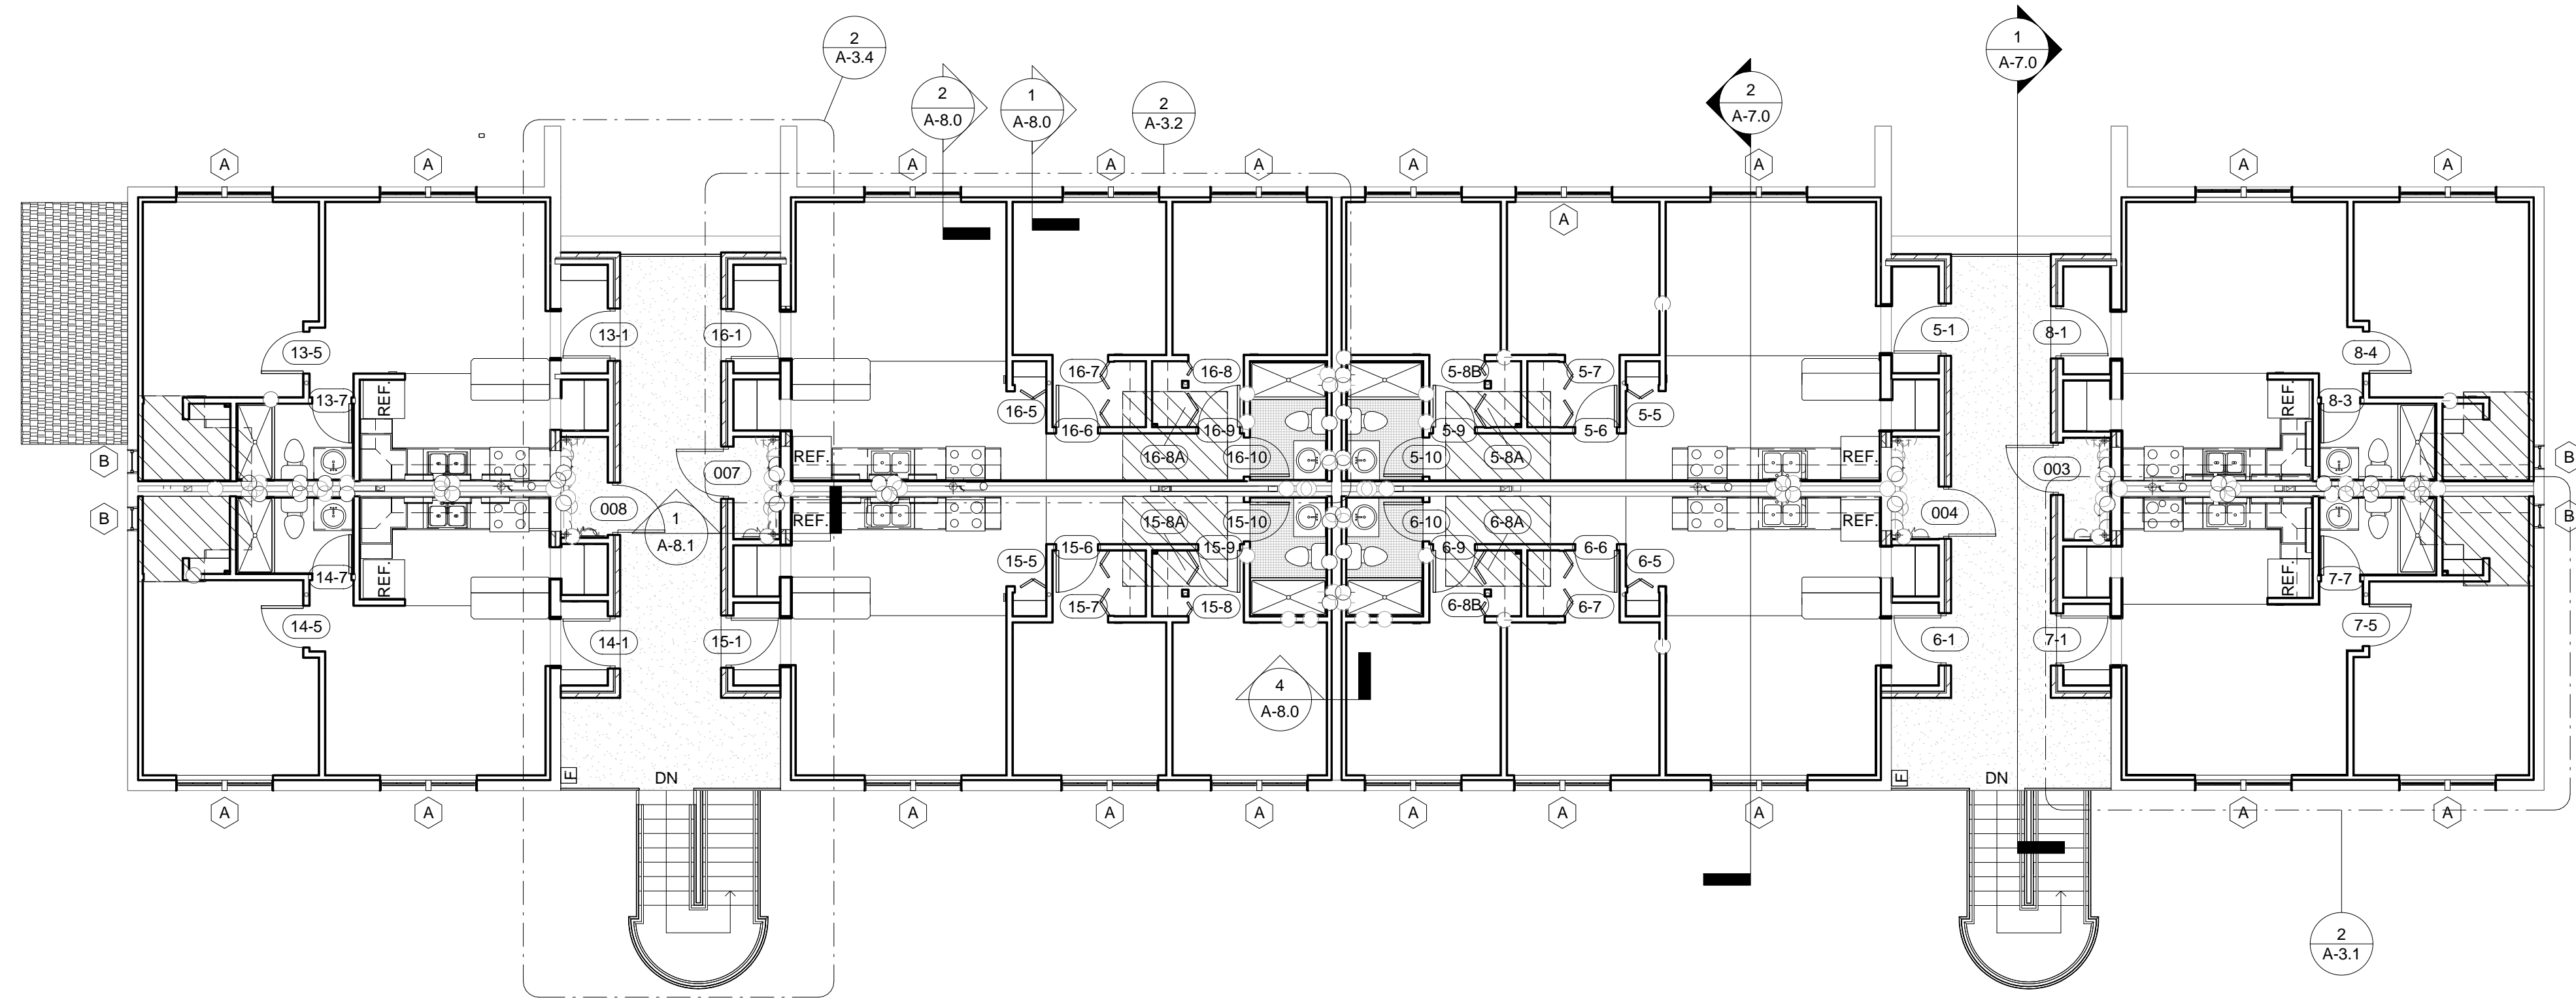 2
A-3.4
1
A-7.0
2
A-8.0
1
A-8.0
2
A-3.2
2
A-7.0
A
A
A
A
A
A
A
A
A
A
13-1
16-1
5-1
8-1
13-5
8-4
16-7
16-8
5-8B
5-7
REF.
13-7
16-5
5-5
8-3
REF.
16-6
16-9
5-9
5-6
B
REF.
16-8A
16-10
5-10
5-8A
REF.
B
007
003
008
004
B
REF.
15-8A
15-10
6-10
6-8A
REF.
B
1
A-8.1
15-6
15-9
6-9
6-6
15-5
6-5
REF.
14-7
7-7
REF.
15-7
15-8
6-8B
6-7
14-5
7-5
14-1
15-1
6-1
7-1
4
A-8.0
F
DN
F
DN
A
A
A
A
A
A
A
A
A
A
2
A-3.1